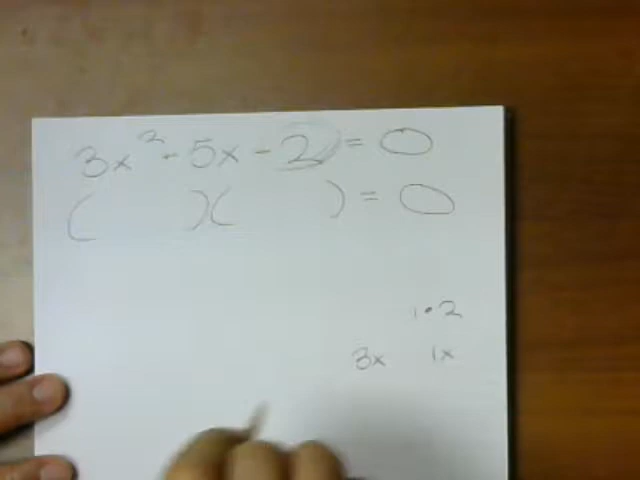 3x² - 5x - 2 = 0
( )( ) = 0
1 · 2
3x 1x